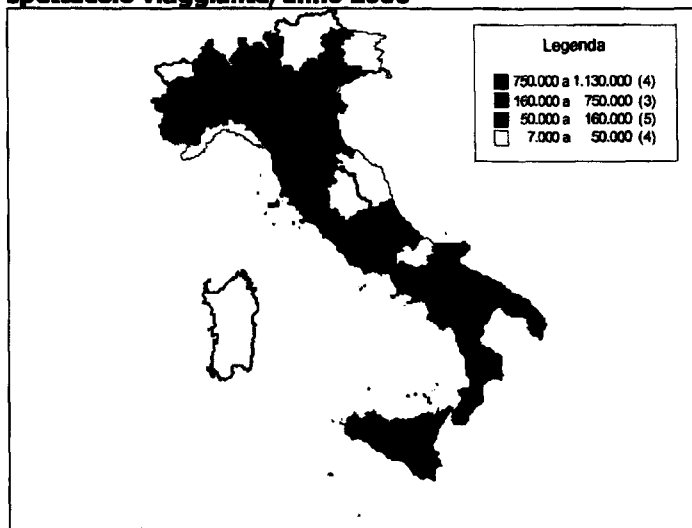 Legenda
750.000 a 1.130.000 (4)
160.000 a 750.000 (3)
50.000 a 160.000 (5)
7.000 a 50.000 (4)